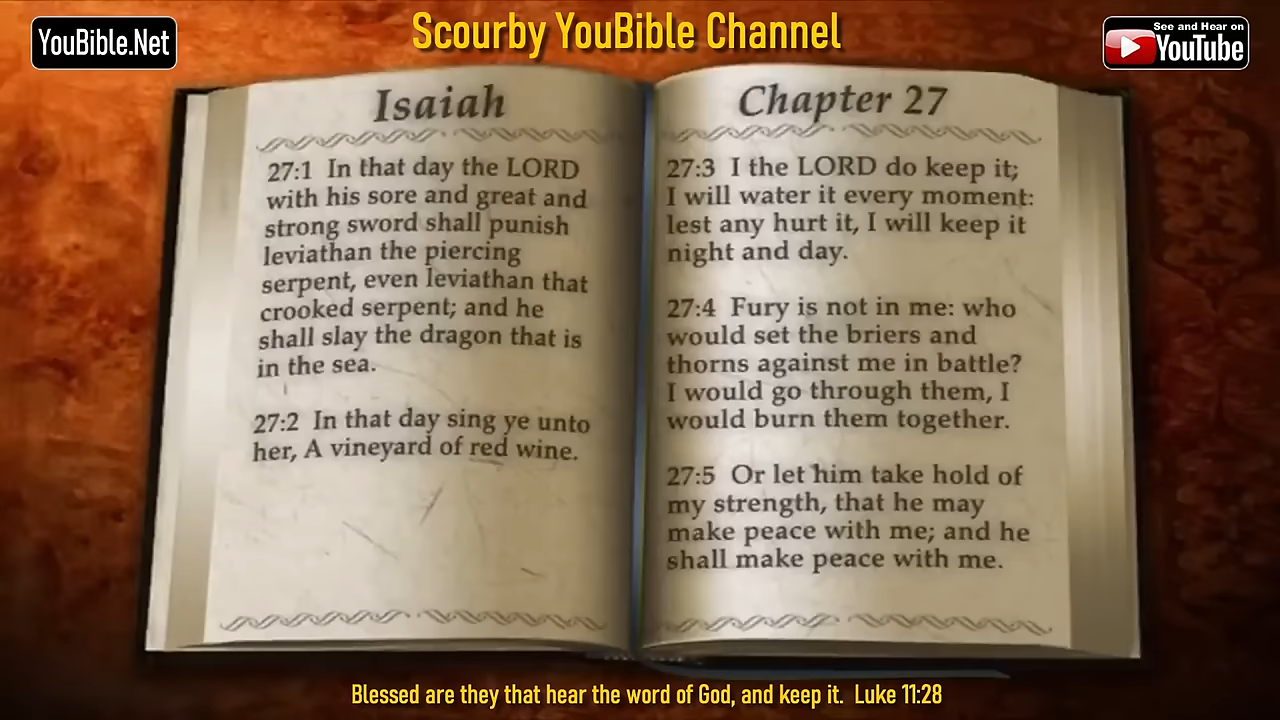 YouBible.Net
Scourby YouBible Channel
See and Hear on
YouTube
Isaiah
27:1 In that day the LORD
with his sore and great and
strong sword shall punish
leviathan the piercing
serpent, even leviathan that
crooked serpent; and he
shall slay the dragon that is
in the sea.
27:2 In that day sing ye unto
her, A vineyard of red wine.
Chapter 27
27:3 I the LORD do keep it;
I will water it every moment:
lest any hurt it, I will keep it
night and day.
27:4 Fury is not in me: who
would set the briers and
thorns against me in battle?
I would go through them, I
would burn them together.
27:5 Or let him take hold of
my strength, that he may
make peace with me; and he
shall make peace with me.
Blessed are they that hear the word of God, and keep it. Luke 11:28